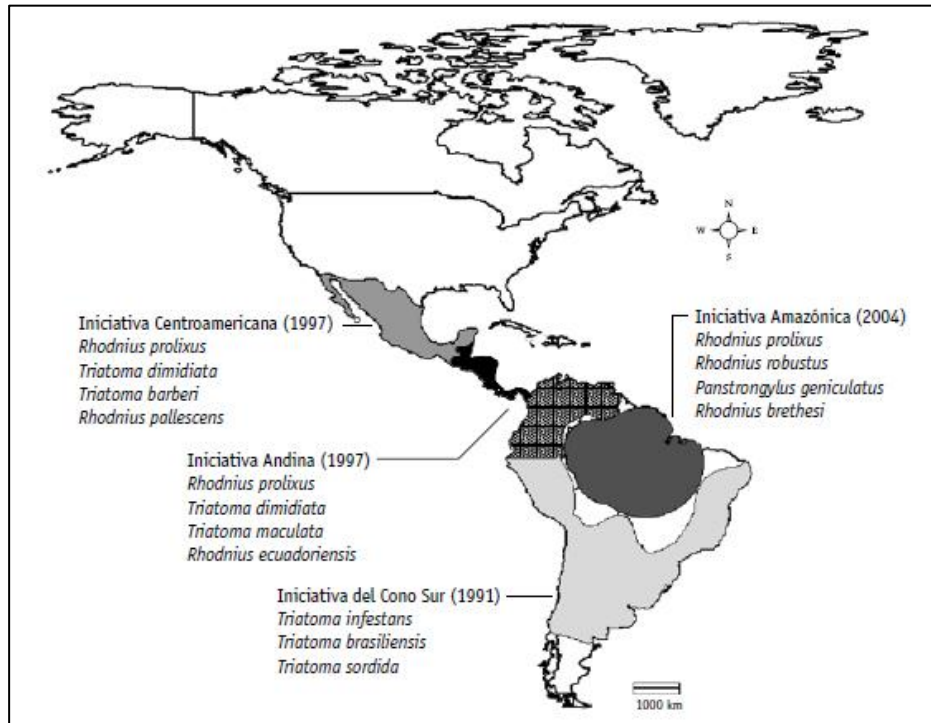 N
W E
S
Iniciativa Centroamericana (1997)
Rhodnius prolixus
Triatoma dimidiata
Triatoma barberi
Rhodnius pallescens
Iniciativa Amazónica (2004)
Rhodnius prolixus
Rhodnius robustus
Panstrongylus geniculatus
Rhodnius brethesi
Iniciativa Andina (1997)
Rhodnius prolixus
Triatoma dimidiata
Triatoma maculata
Rhodnius ecuadoriensis
Iniciativa del Cono Sur (1991)
Triatoma infestans
Triatoma brasiliensis
Triatoma sordida
1000 km